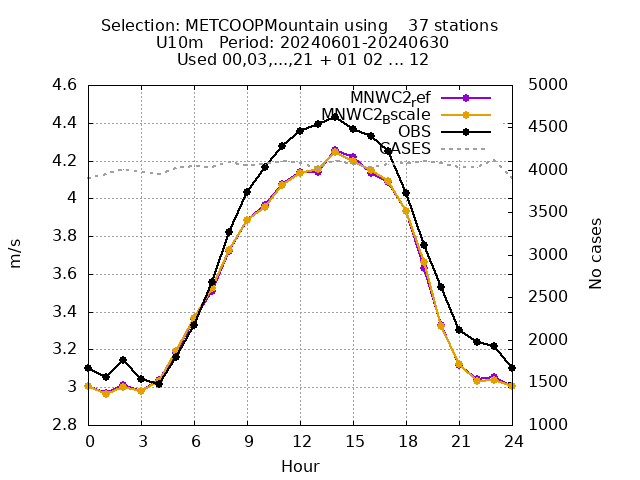 Selection: METCOOPMountain using    37 stations
U10m   Period: 20240601-20240630
Used 00,03,...,21 + 01 02 ... 12
4.6
4.4
4.2
4
3.8
3.6
3.4
3.2
3
2.8
5000
4500
4000
3500
3000
2500
2000
1500
1000
MNWC2_ref
MNWC2_Bscale
OBS
CASES
m/s
No cases
0 3 6 9 12 15 18 21 24
Hour